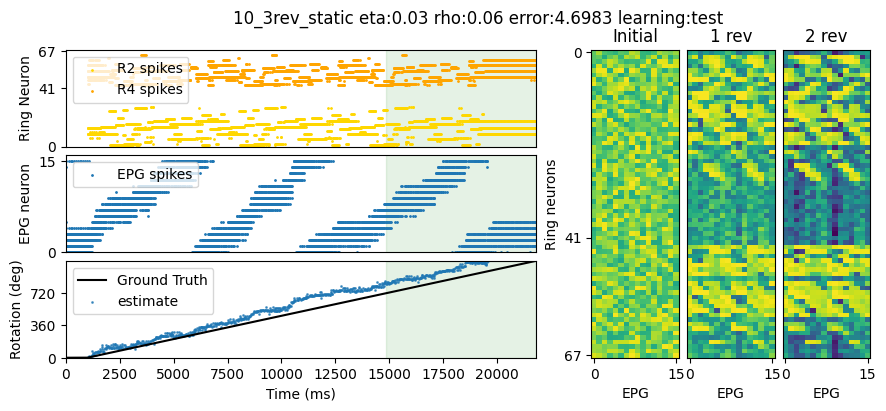 10_3rev_static eta:0.03 rho:0.06 error:4.6983 learning:test
Ring Neuron
67
41
0
R2 spikes
R4 spikes
EPG neuron
15
0
EPG spikes
Rotation (deg)
720
360
0
Ground Truth
estimate
0 2500 5000 7500 10000 12500 15000 17500 20000
Time (ms)
Initial 1 rev 2 rev
Ring neurons
0
41
67
0 15 0 15 0 15
EPG EPG EPG